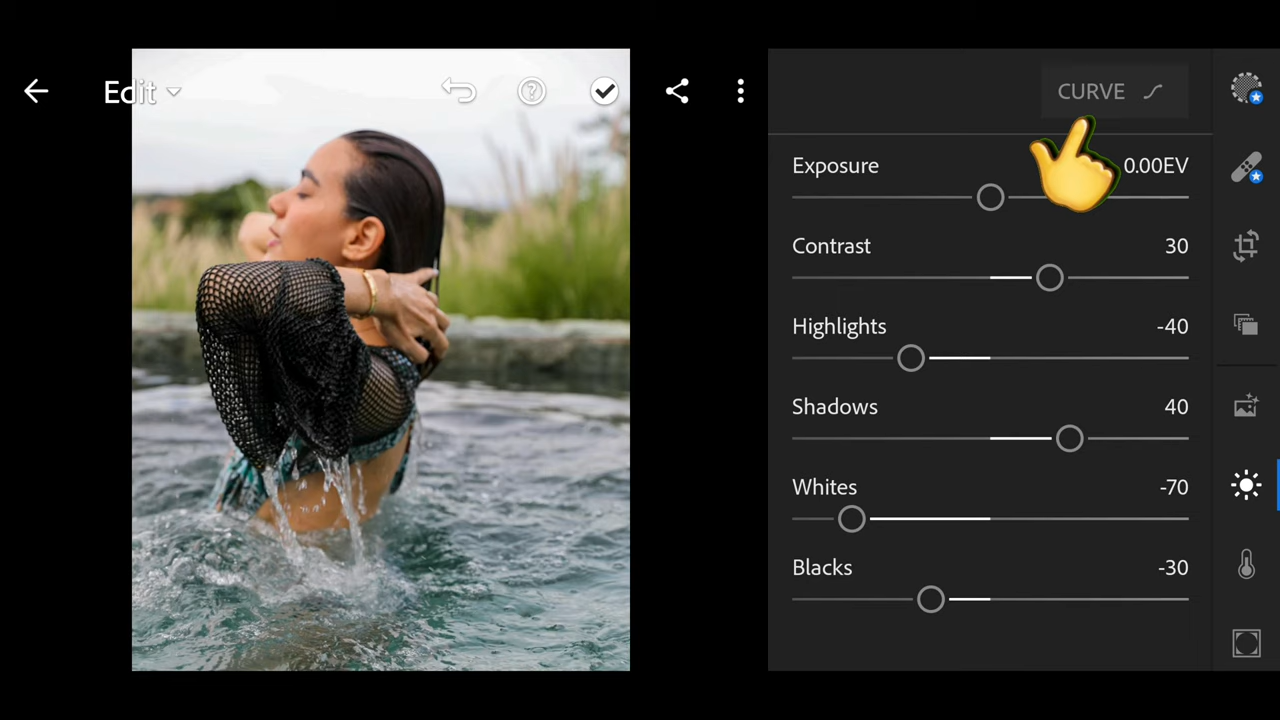 Edit
CURVE
Exposure 0.00EV
Contrast 30
Highlights -40
Shadows 40
Whites -70
Blacks -30